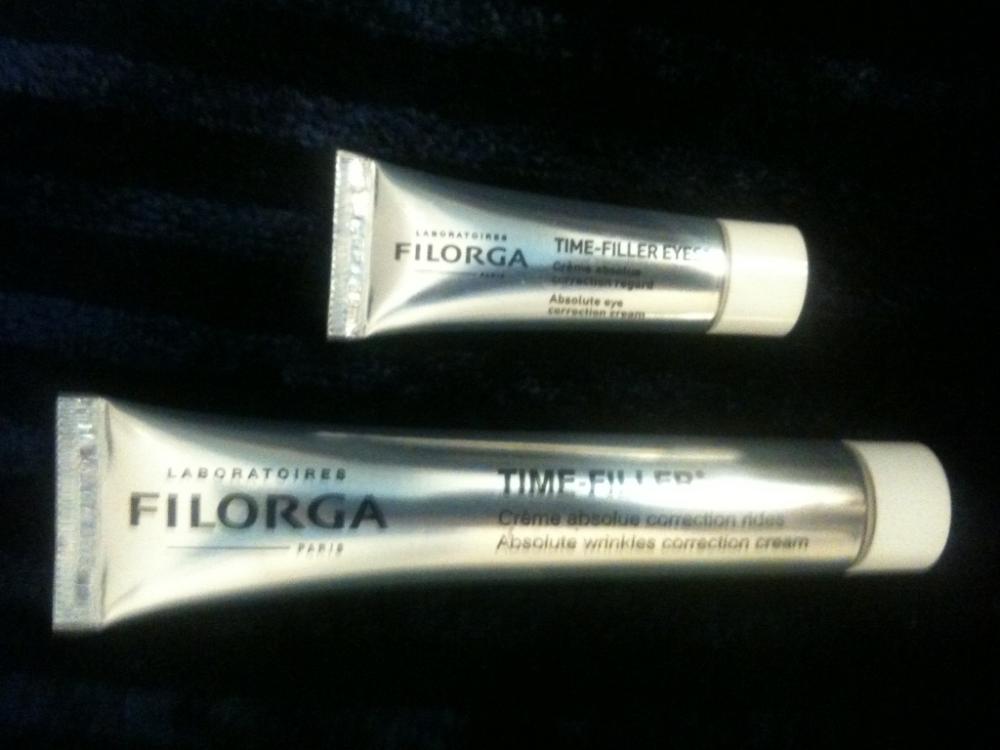 LABORATOIRES
FILORGA
PARIS
TIME-FILLER EYES
Crème absolue
correction regard
Absolute eye
correction cream
LABORATOIRES
FILORGA
PARIS
TIME-FILLER®
Crème absolue correction rides
Absolute wrinkles correction cream